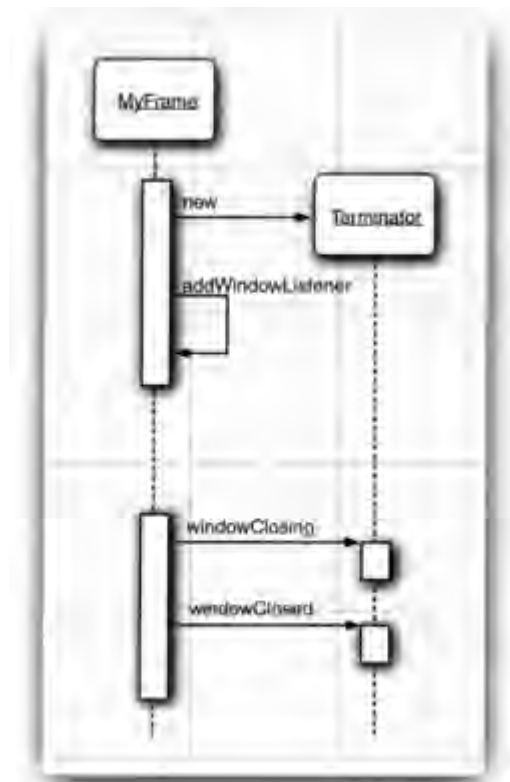 MyFrame
new
Terminator
addWindowListener
windowClosing
windowClosed